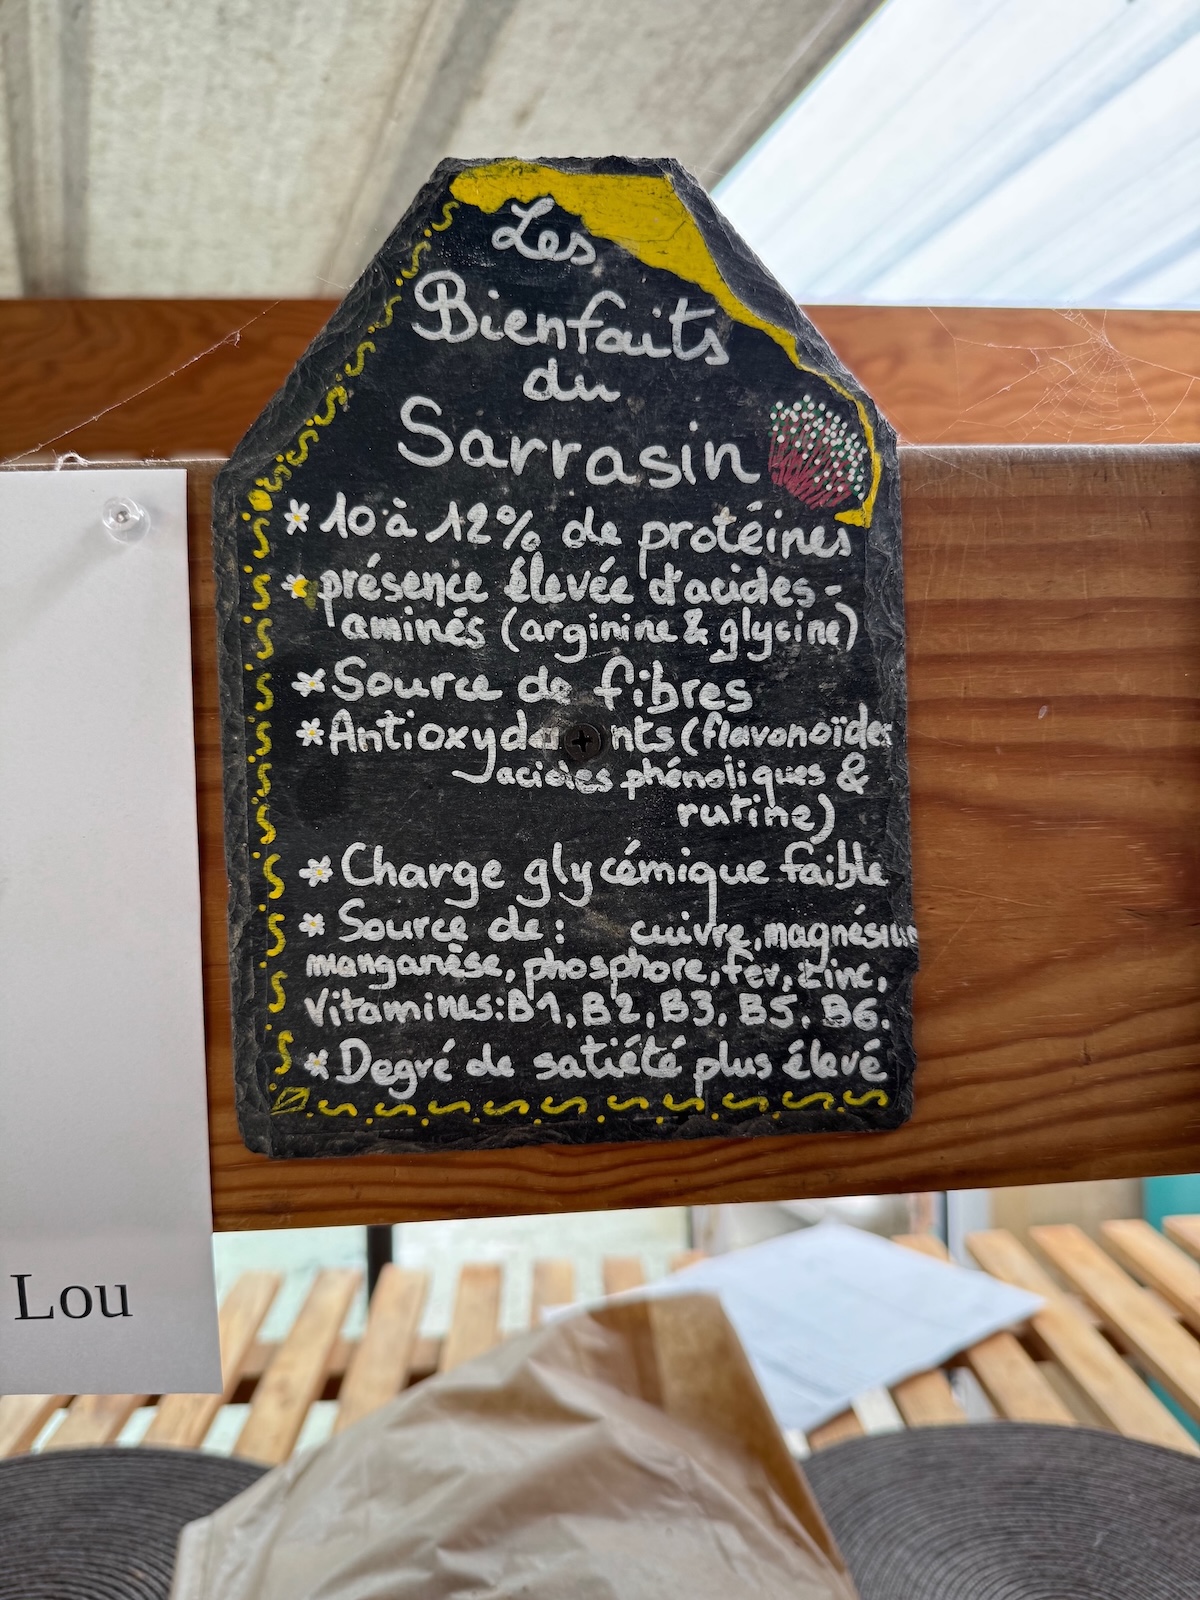 Les
Bienfaits
du
Sarrasin
* 10 à 12% de protéines
* présence élevée d'acides-
aminés (arginine & glycine)
* Source de fibres
* Antioxydants (flavonoïdes
acides phénoliques &
rutine)
* Charge glycémique faible
* Source de : cuivre, magnésium
manganèse, phosphore, fer, zinc,
Vitamines: B1, B2, B3, B5, B6.
* Degré de satiété plus élevé
Lou